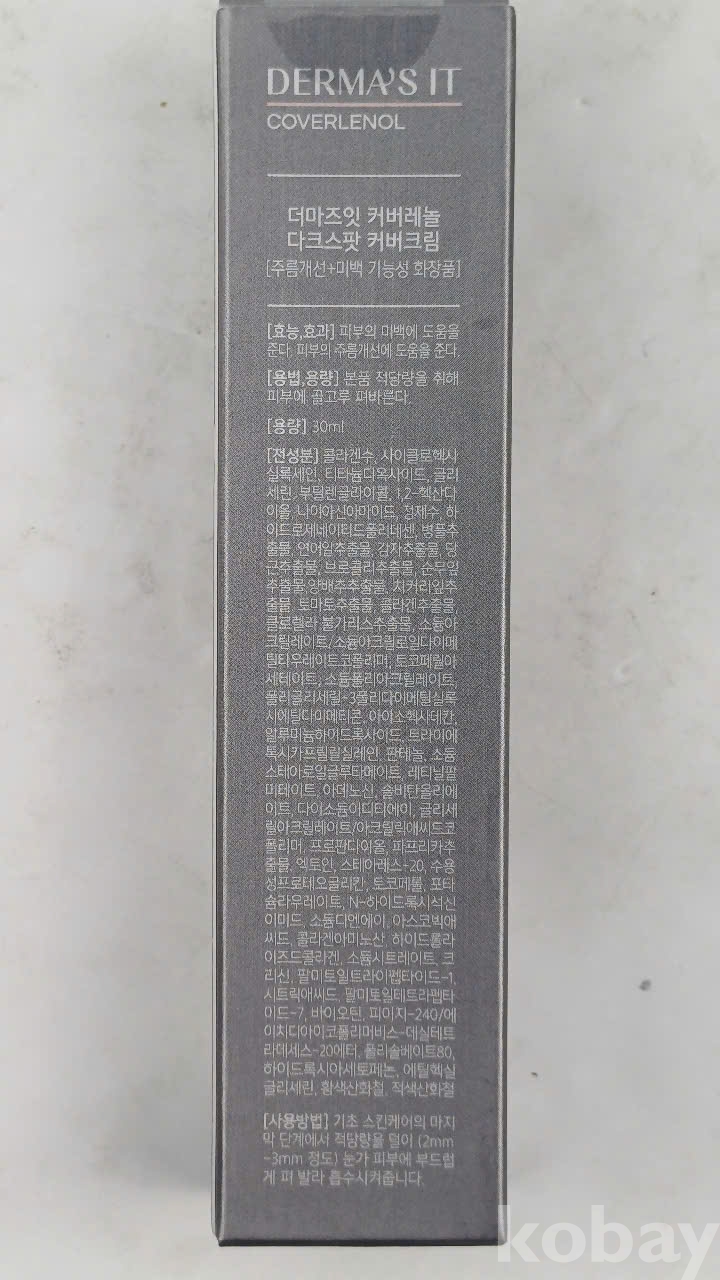 DERMA'S IT
COVERLENOL
더마즈잇 커버레놀
다크스팟 커버크림
[주름개선+미백 기능성 화장품]
[효능,효과] 피부의 미백에 도움을
준다. 피부의 주름개선에 도움을 준다.
[용법,용량] 본품 적당량을 취해
피부에 골고루 펴바른다.
[용량] 30ml
[전성분] 콜라겐수, 사이클로헥사
실록세인, 티타늄디옥사이드, 글리
세린, 부틸렌글라이콜, 1,2-헥산다
이올, 나이아신아마이드, 정제수, 하
이드로제네이티드폴리데센, 병풀추
출물, 연어알추출물, 감자추출물, 당
근추출물, 브로콜리추출물, 순무잎
추출물,양배추추출물, 치커리잎추
출물, 토마토추출물, 콜라겐추출물,
클로렐라 불가리스추출물, 소듐아
크릴레이트/소듐아크릴로일다이메
틸타우레이트코폴리머, 토코페릴아
세테이트, 소듐폴리아크릴레이트,
폴리글리세릴-3폴리다이메틸실록
시에틸다이메티콘, 아이소헥사데칸,
알루미늄하이드록사이드, 트라이에
톡시카프릴릴실레인, 판테놀, 소듐
스테아로일글루타메이트, 레티닐팔
미테이트, 아데노신, 솔비탄올리에
이트, 다이소듐이디티에이, 글리세
릴아크릴레이트/아크릴릭애씨드코
폴리머, 프로판다이올, 파프리카추
출물, 엑토인, 스테아레스-20, 수용
성프로테오글리칸, 토코페롤, 포타
슘라우레이트, N-하이드록시석신
이미드, 소듐디엔에이, 아스코빅애
씨드, 콜라겐아미노산, 하이드롤라
이즈드콜라겐, 소듐시트레이트, 크
리신, 팔미토일트라이펩타이드-1,
시트릭애씨드, 팔미토일테트라펩타
이드-7, 바이오틴, 피이지-240/에
이치디아이코폴리머비스-데실테트
라데세스-20에터, 폴리솔베이트80,
하이드록시아세토페논, 에틸헥실
글리세린, 황색산화철, 적색산화철
[사용방법] 기초 스킨케어의 마지
막 단계에서 적당량을 덜어 (2mm
~3mm 정도) 눈가 피부에 부드럽
게 펴 발라 흡수시켜줍니다.
kobay